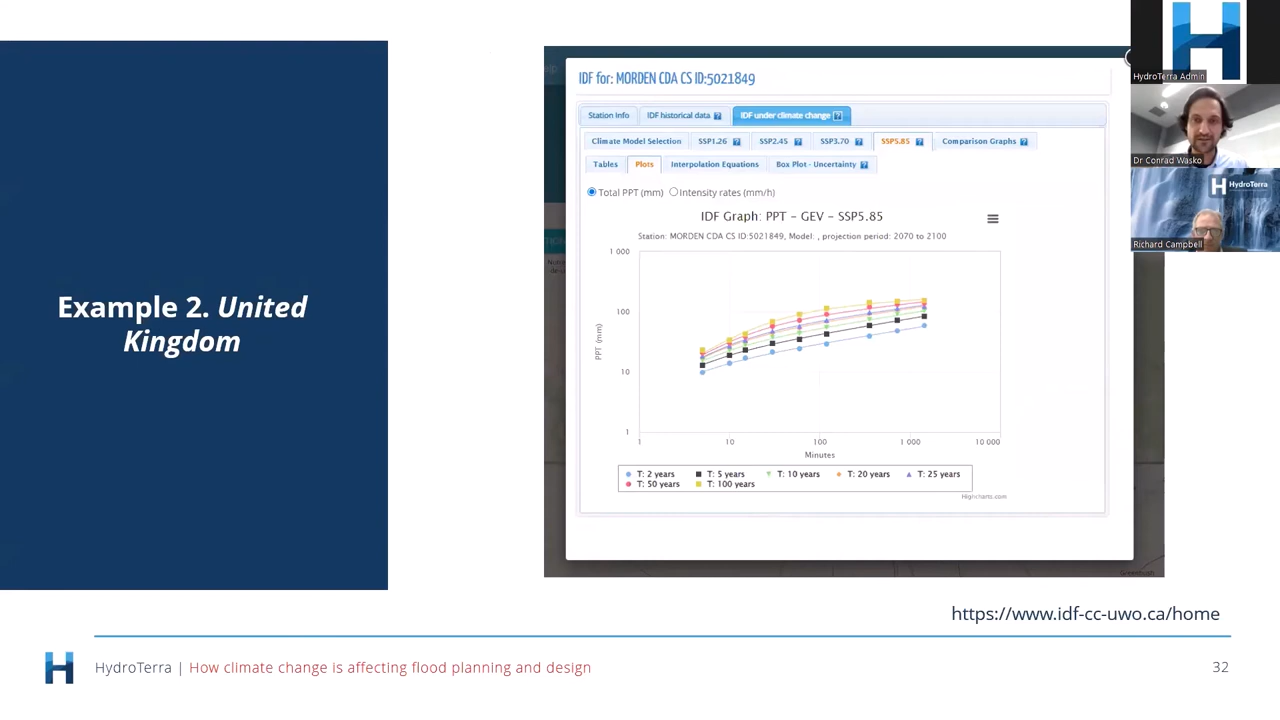 Example 2. United
Kingdom
IDF for: MORDEN CDA CS ID:5021849
Station Info IDF historical data ? IDF under climate change ?
Climate Model Selection SSP1.26 ? SSP2.45 ? SSP3.70 ? SSP5.85 ? Comparison Graphs ?
Tables Plots Interpolation Equations Box Plot - Uncertainty ?
Total PPT (mm) Intensity rates (mm/h)
IDF Graph: PPT - GEV - SSP5.85
Station: MORDEN CDA CS ID:5021849, Model: , projection period: 2070 to 2100
1 000
100
10
1
PPT (mm)
1 10 100 1 000 10 000
Minutes
T: 2 years T: 5 years T: 10 years T: 20 years T: 25 years
T: 50 years T: 100 years
Highcharts.com
H
HydroTerra Admin
Dr Conrad Wasko
H HydroTerra
Richard Campbell
https://www.idf-cc-uwo.ca/home
H HydroTerra | How climate change is affecting flood planning and design
32